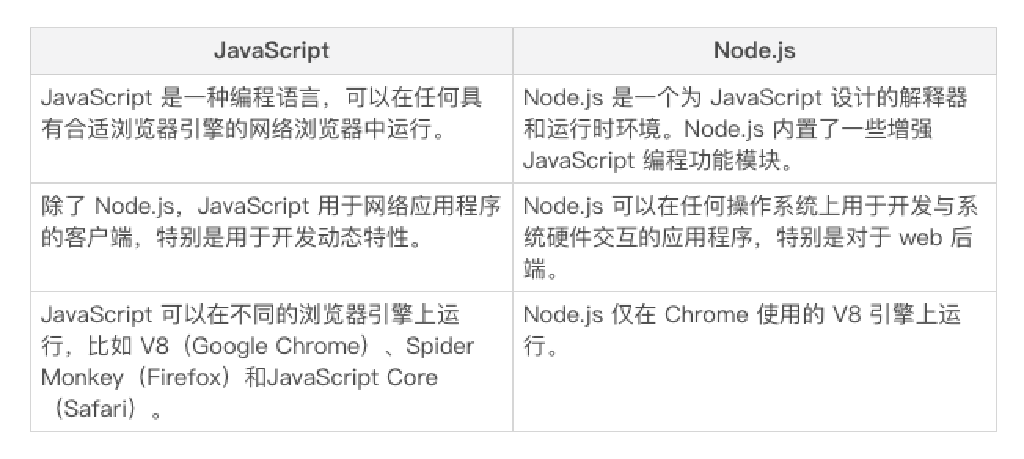 JavaScript
Node.js
JavaScript 是一种编程语言，可以在任何具
有合适浏览器引擎的网络浏览器中运行。
Node.js 是一个为 JavaScript 设计的解释器
和运行时环境。Node.js 内置了一些增强
JavaScript 编程功能模块。
除了 Node.js，JavaScript 用于网络应用程序
的客户端，特别是用于开发动态特性。
Node.js 可以在任何操作系统上用于开发与系
统硬件交互的应用程序，特别是对于 web 后
端。
JavaScript 可以在不同的浏览器引擎上运
行，比如 V8（Google Chrome）、Spider
Monkey（Firefox）和JavaScript Core
（Safari）。
Node.js 仅在 Chrome 使用的 V8 引擎上运
行。